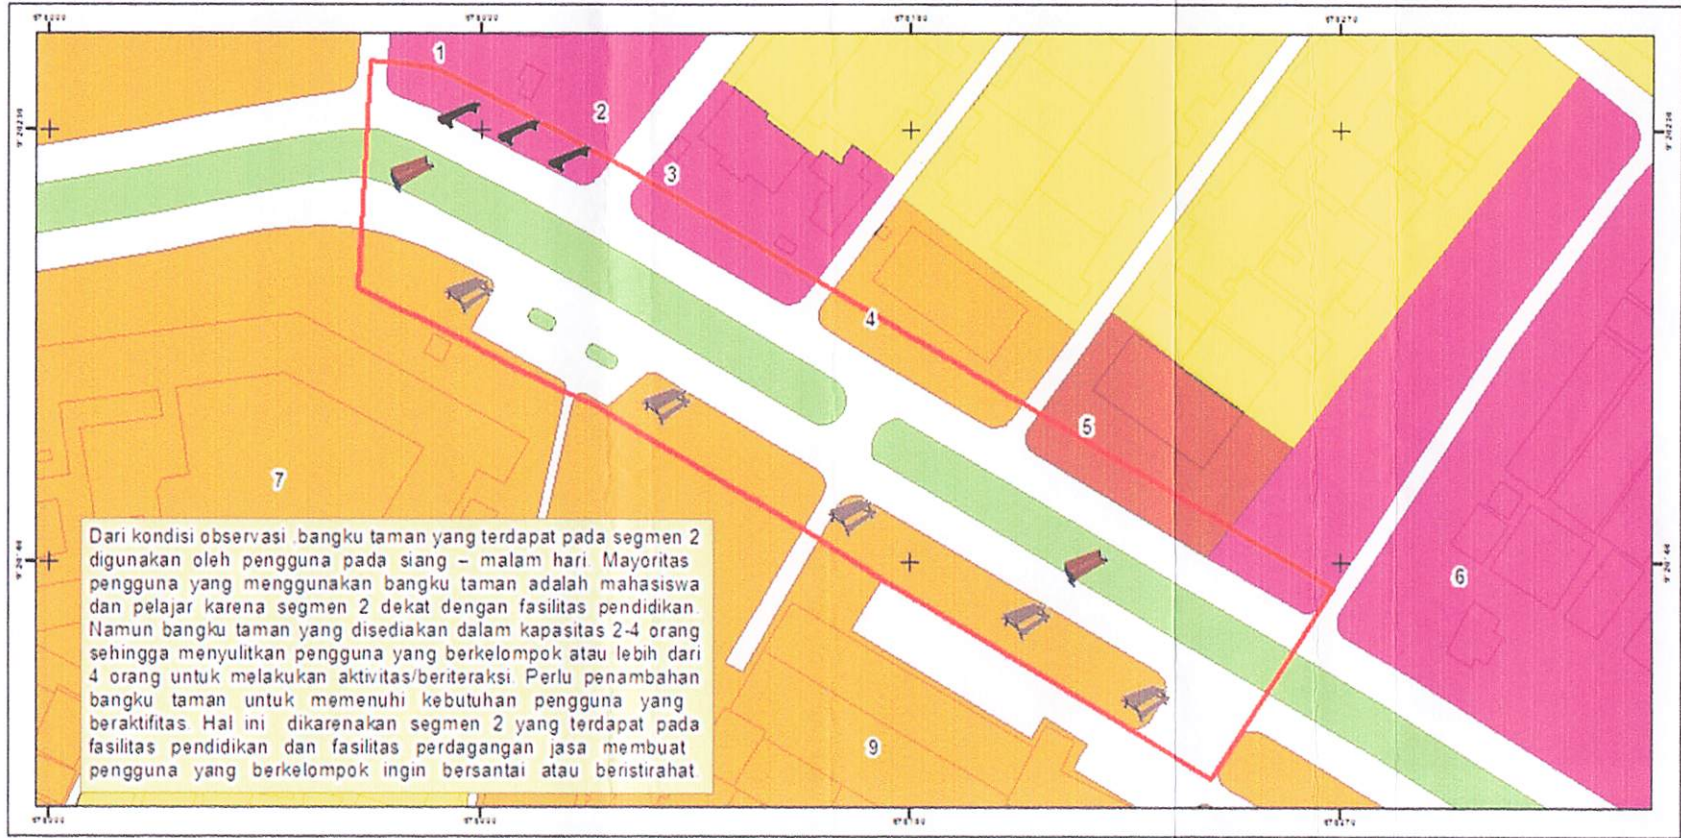 1
2
3
4
5
6
7
9
Dari kondisi observasi ,bangku taman yang terdapat pada segmen 2
digunakan oleh pengguna pada siang – malam hari. Mayoritas
pengguna yang menggunakan bangku taman adalah mahasiswa
dan pelajar karena segmen 2 dekat dengan fasilitas pendidikan.
Namun bangku taman yang disediakan dalam kapasitas 2-4 orang
sehingga menyulitkan pengguna yang berkelompok atau lebih dari
4 orang untuk melakukan aktivitas/beriteraksi. Perlu penambahan
bangku taman untuk memenuhi kebutuhan pengguna yang
beraktifitas. Hal ini dikarenakan segmen 2 yang terdapat pada
fasilitas pendidikan dan fasilitas perdagangan jasa membuat
pengguna yang berkelompok ingin bersantai atau beristirahat.